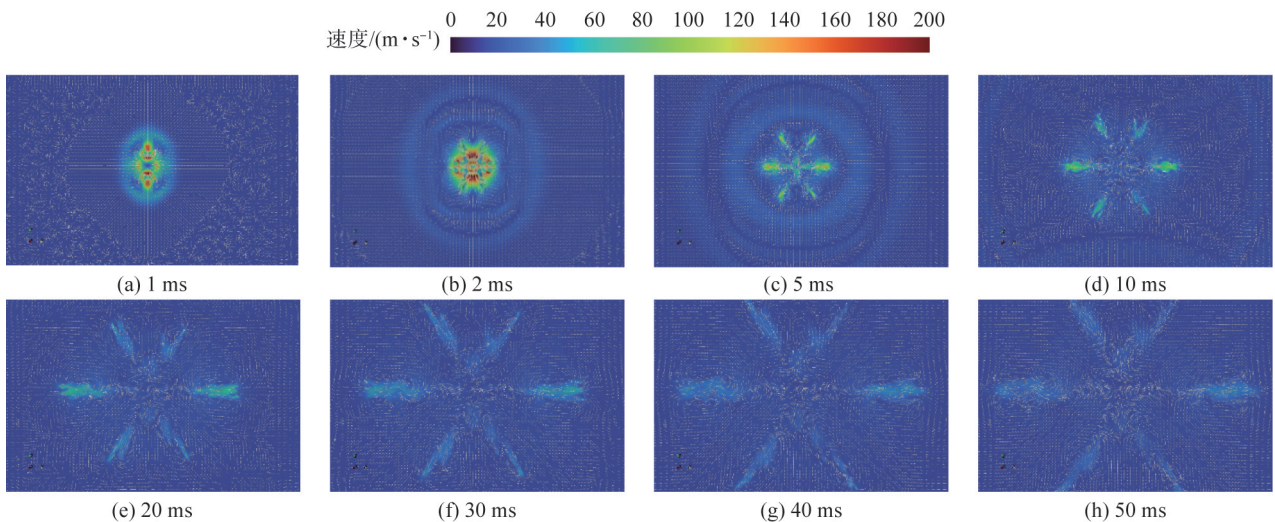 0 20 40 60 80 100 120 140 160 180 200
速度/(m·s⁻¹)
(a) 1 ms
(b) 2 ms
(c) 5 ms
(d) 10 ms
(e) 20 ms
(f) 30 ms
(g) 40 ms
(h) 50 ms